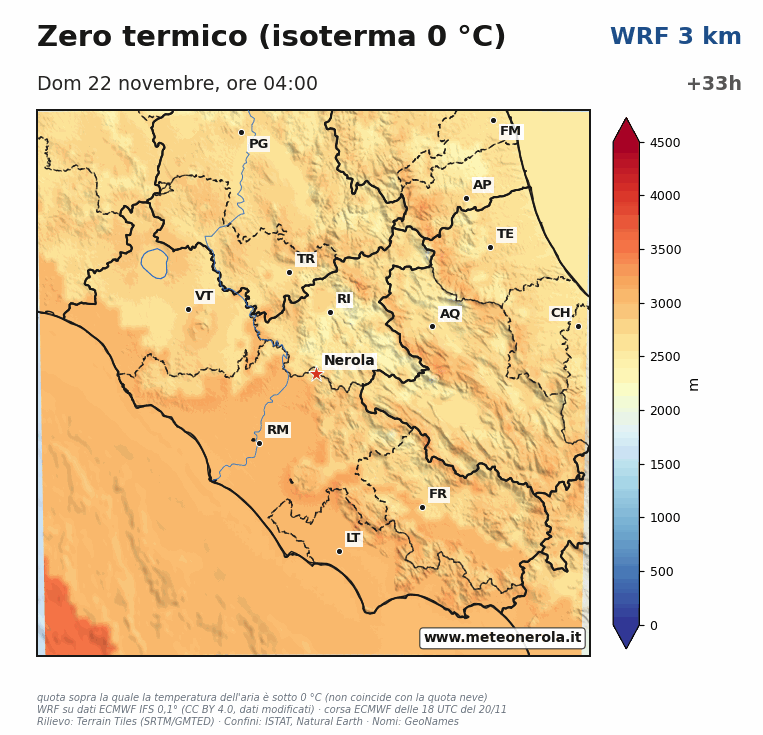 Zero termico (isoterma 0 °C)
WRF 3 km
Dom 22 novembre, ore 04:00
+33h
PG
FM
AP
TE
TR
VT
RI
AQ
CH
Nerola
RM
FR
LT
4500
4000
3500
3000
2500
2000
1500
1000
500
0
m
www.meteonerola.it
quota sopra la quale la temperatura dell'aria è sotto 0 °C (non coincide con la quota neve)
WRF su dati ECMWF IFS 0,1° (CC BY 4.0, dati modificati) · corsa ECMWF delle 18 UTC del 20/11
Rilievo: Terrain Tiles (SRTM/GMTED) · Confini: ISTAT, Natural Earth · Nomi: GeoNames